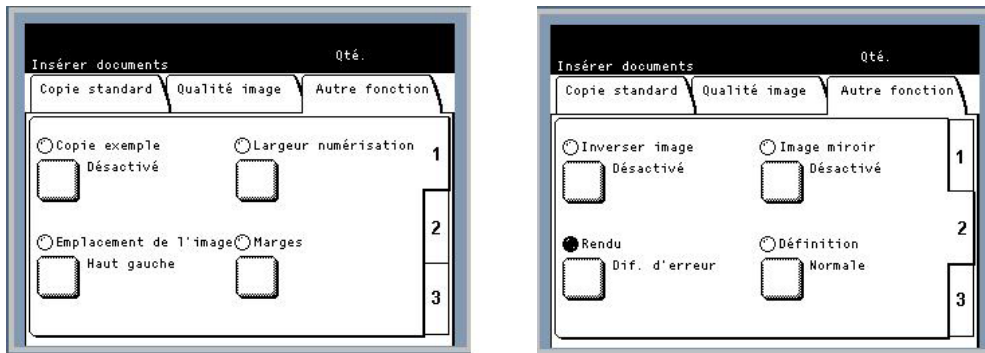 Qté.
Insérer documents
Copie standard Qualité image Autre fonction
Copie exemple Largeur numérisation
Désactivé
1
2
Emplacement de l'image Marges
Haut gauche
3
Qté.
Insérer documents
Copie standard Qualité image Autre fonction
Inverser image Image miroir
Désactivé Désactivé
1
2
Rendu Définition
Dif. d'erreur Normale
3